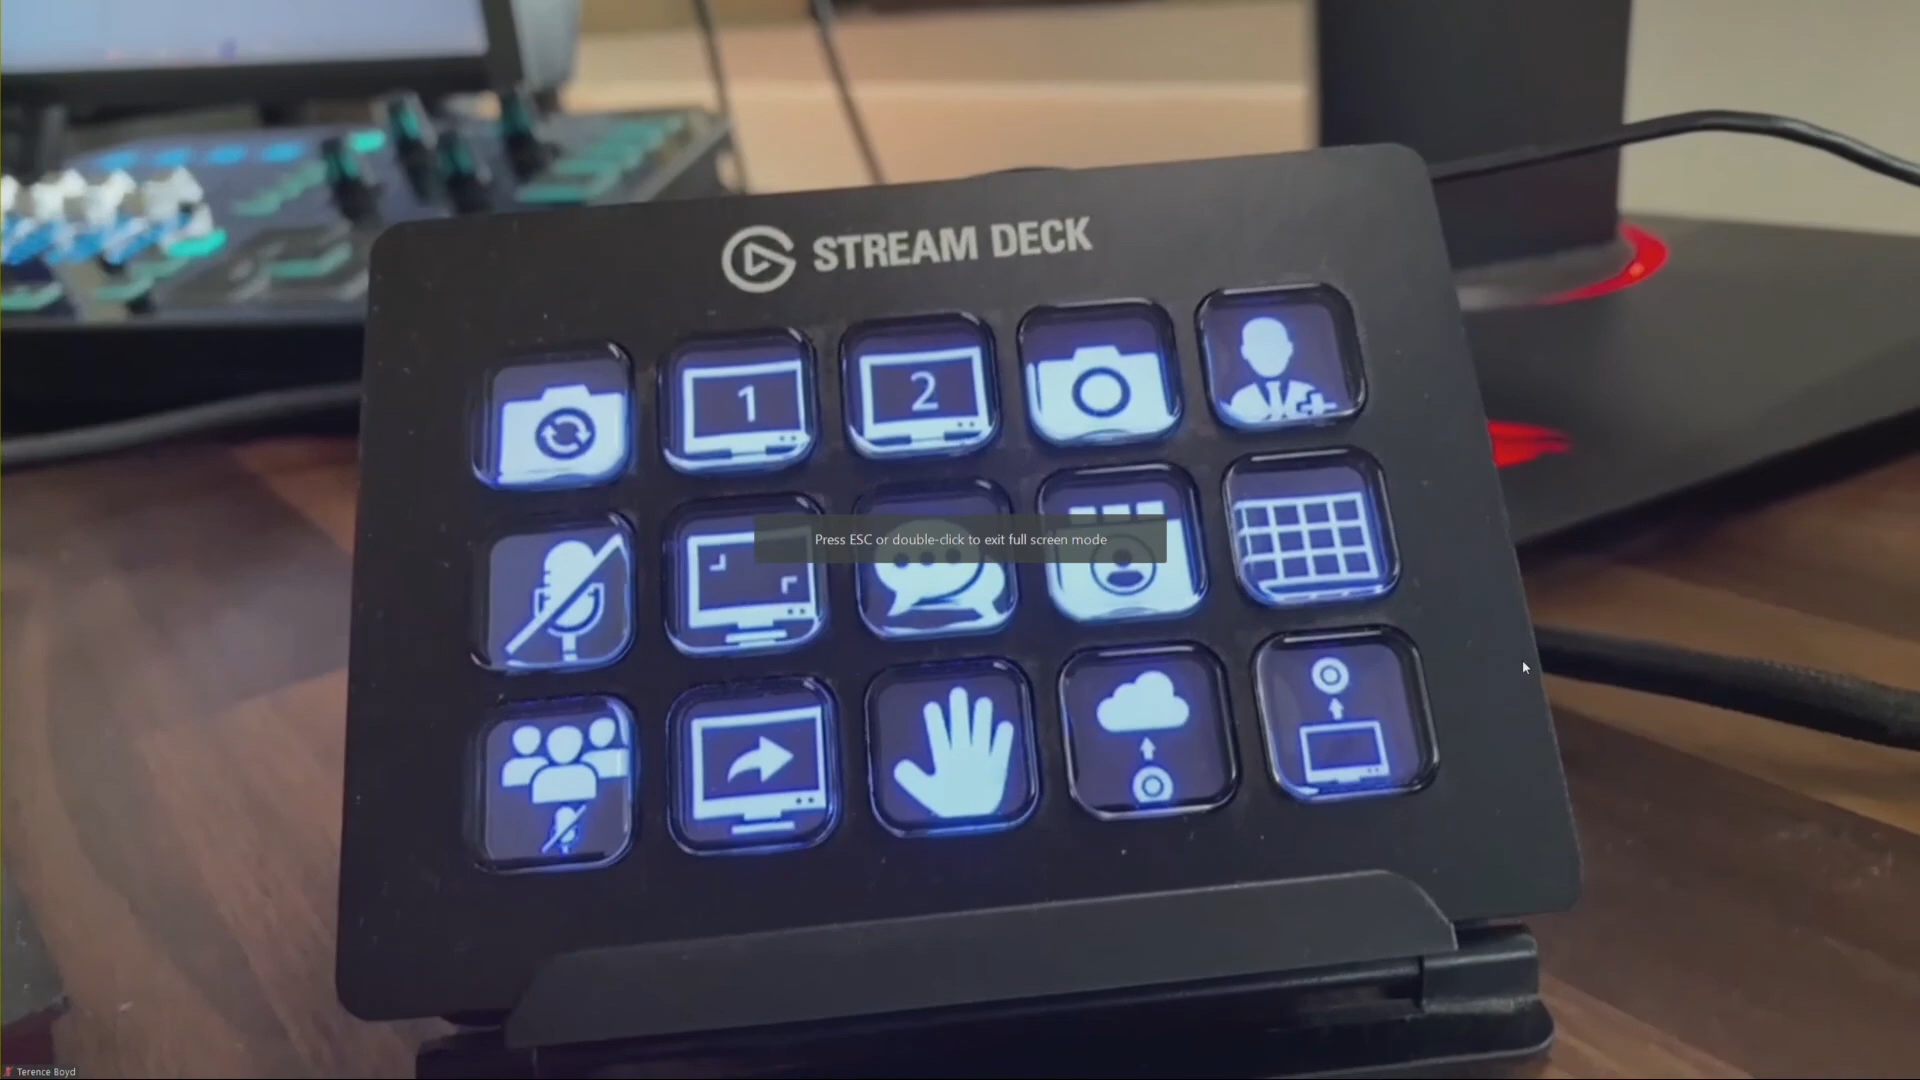 STREAM DECK
1
2
Press ESC or double-click to exit full screen mode
Terence Boyd